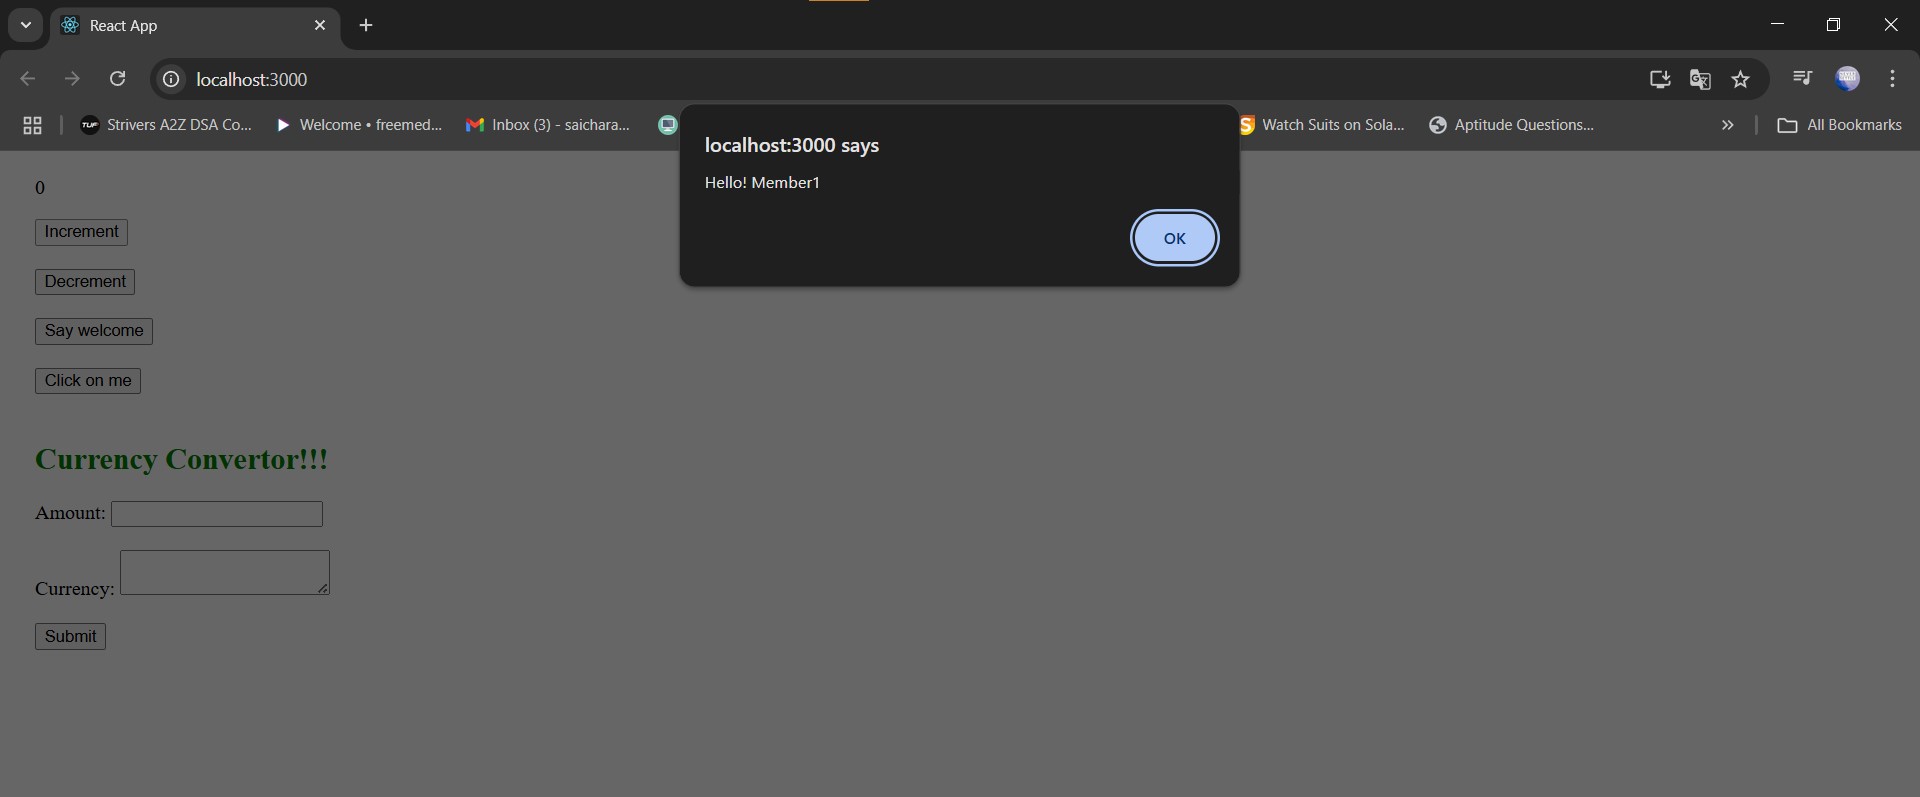 React App
localhost:3000
Strivers A2Z DSA Co...
Welcome • freemed...
Inbox (3) - saichara...
Watch Suits on Sola...
Aptitude Questions...
All Bookmarks
localhost:3000 says
Hello! Member1
OK
0
Increment
Decrement
Say welcome
Click on me
Currency Convertor!!!
Amount:
Currency:
Submit